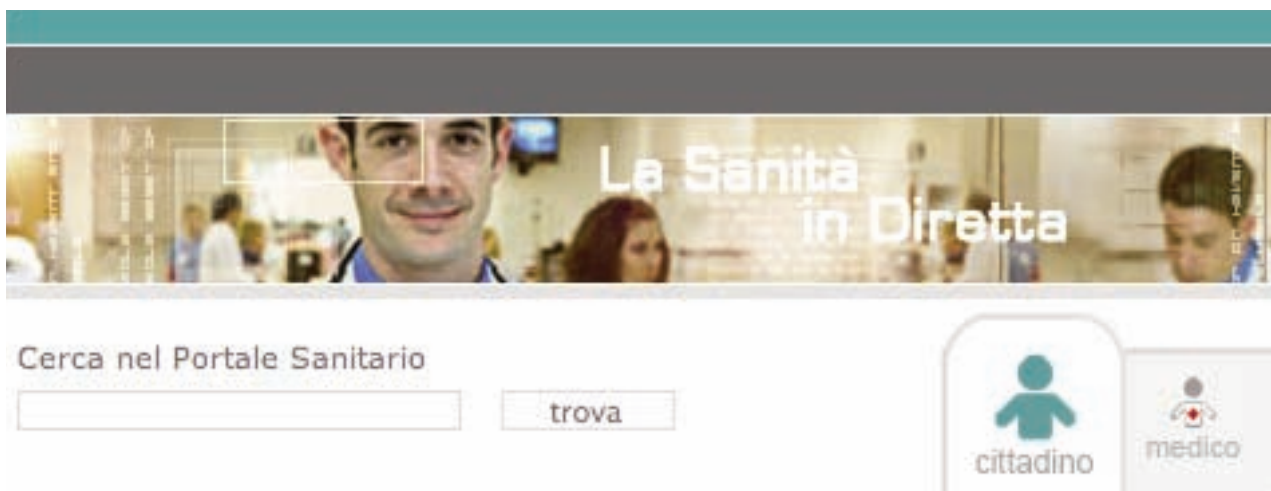 La Sanità
in Diretta
Cerca nel Portale Sanitario
trova
cittadino
medico